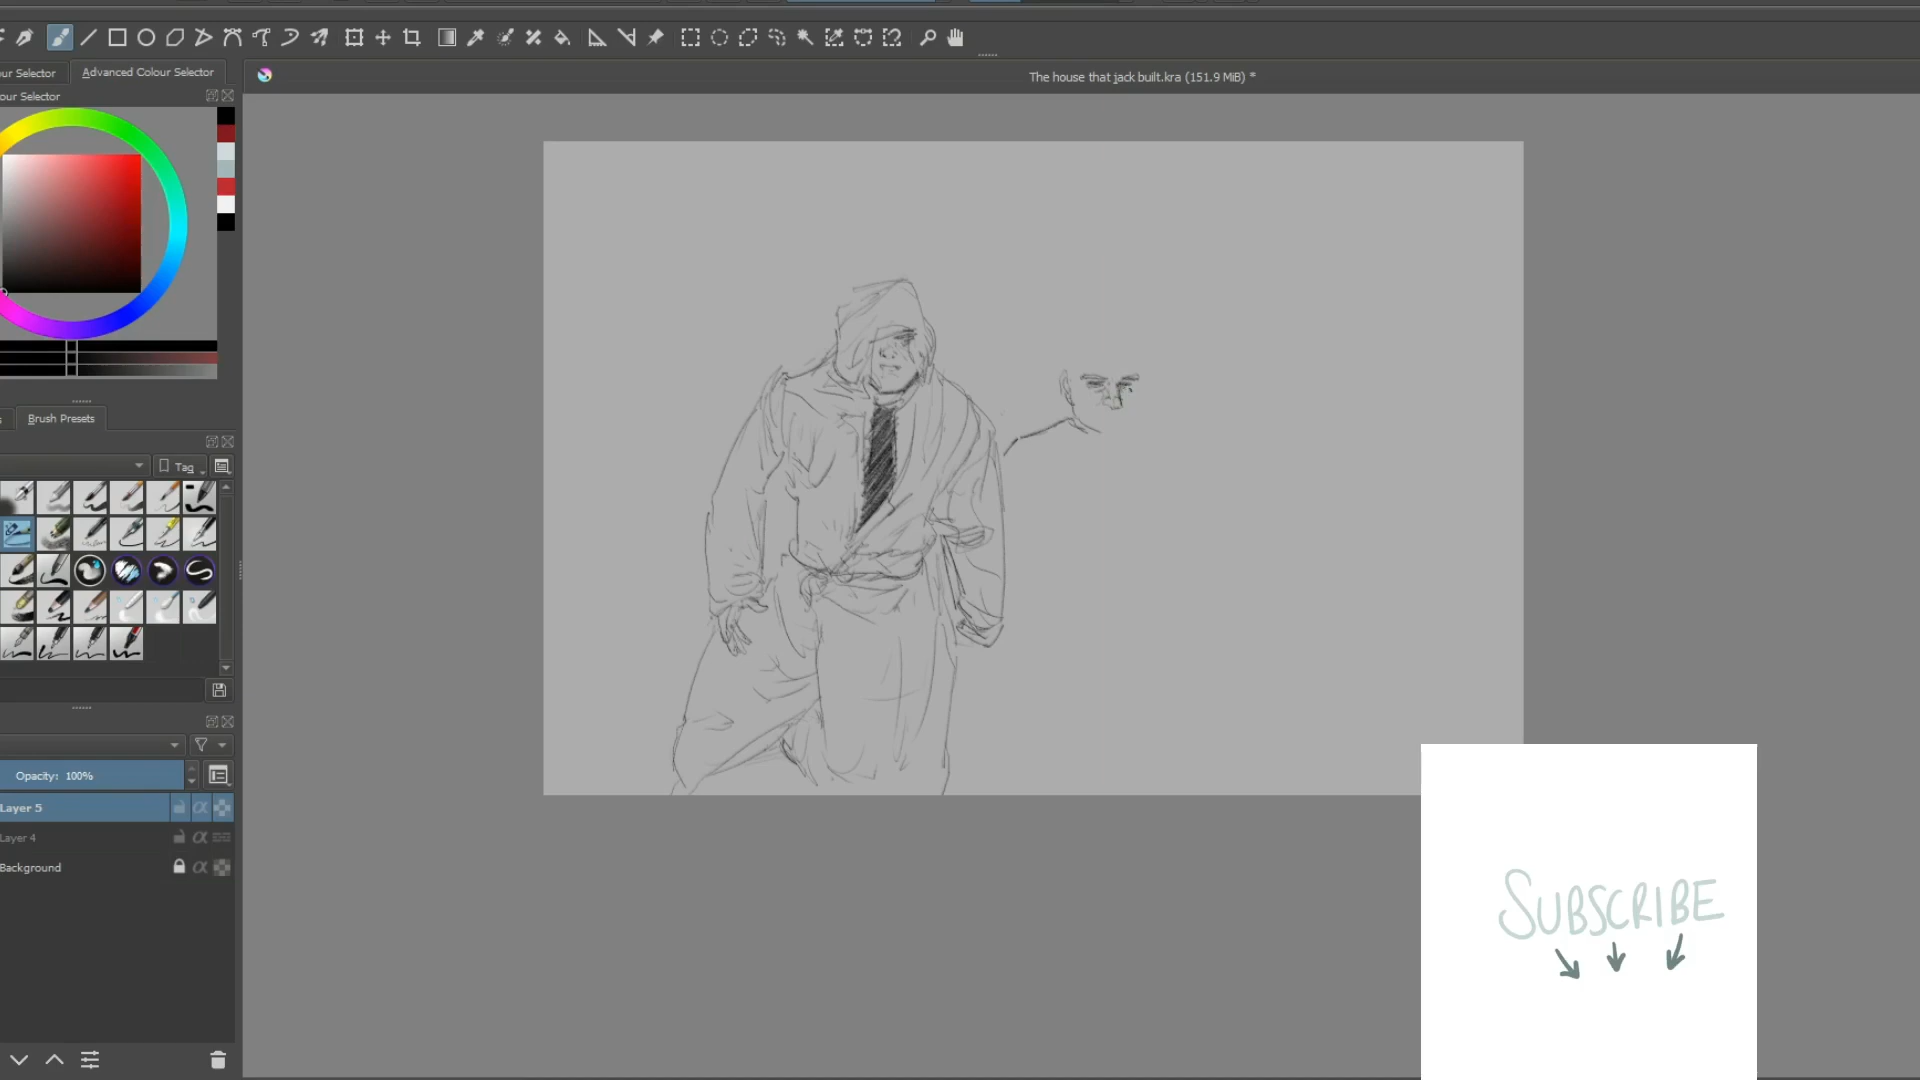 The house that jack built.kra (151.9 MiB) *
our Selector
Advanced Colour Selector
our Selector
Brush Presets
Tag
Opacity: 100%
Layer 5
Layer 4
Background
SUBSCRIBE